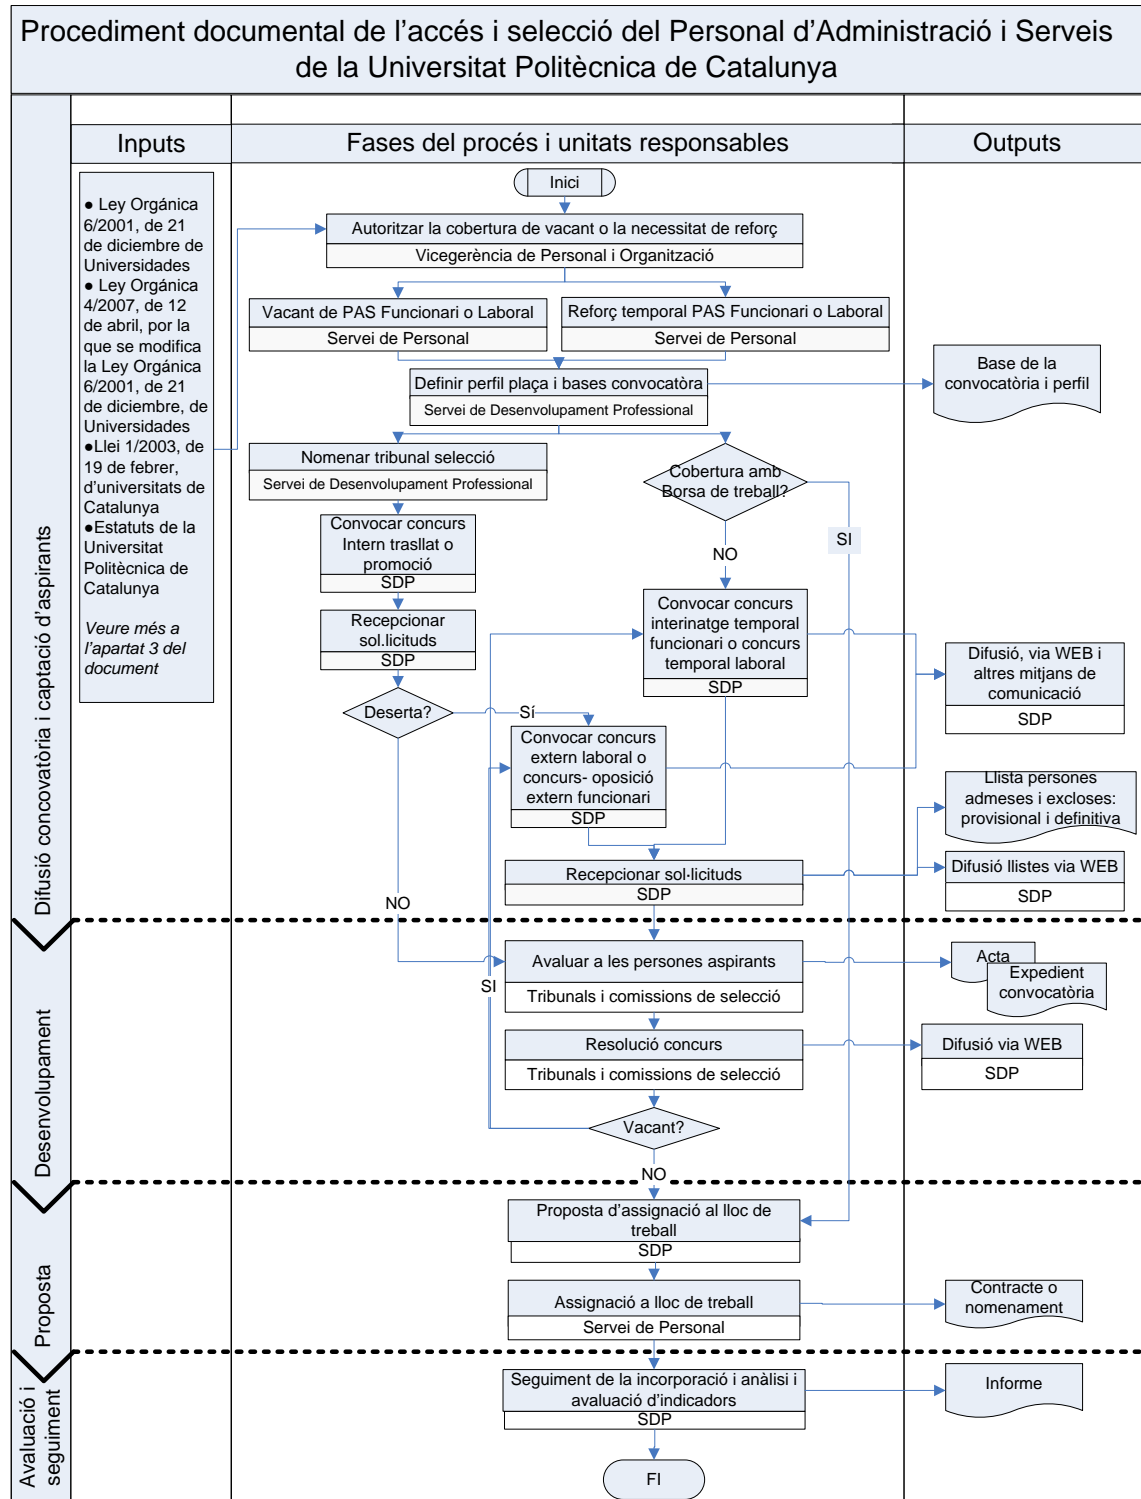 Procediment documental de l'accés i selecció del Personal d'Administració i Serveis
de la Universitat Politècnica de Catalunya
Inputs
Fases del procés i unitats responsables
Outputs
Difusió concovatòria i captació d'aspirants
● Ley Orgánica
6/2001, de 21
de diciembre de
Universidades
● Ley Orgánica
4/2007, de 12
de abril, por la
que se modifica
la Ley Orgánica
6/2001, de 21
de diciembre, de
Universidades
●Llei 1/2003, de
19 de febrer,
d'universitats de
Catalunya
●Estatuts de la
Universitat
Politècnica de
Catalunya
Veure més a
l'apartat 3 del
document
Inici
Autoritzar la cobertura de vacant o la necessitat de reforç
Vicegerència de Personal i Organització
Vacant de PAS Funcionari o Laboral
Servei de Personal
Reforç temporal PAS Funcionari o Laboral
Servei de Personal
Definir perfil plaça i bases convocatòra
Servei de Desenvolupament Professional
Base de la
convocatòria i perfil
Nomenar tribunal selecció
Servei de Desenvolupament Professional
Cobertura amb
Borsa de treball?
SI
NO
Convocar concurs
Intern trasllat o
promoció
SDP
Recepcionar
sol.licituds
SDP
Convocar concurs
interinatge temporal
funcionari o concurs
temporal laboral
SDP
Difusió, via WEB i
altres mitjans de
comunicació
SDP
Deserta?
Sí
NO
Convocar concurs
extern laboral o
concurs- oposició
extern funcionari
SDP
Llista persones
admeses i excloses:
provisional i definitiva
Recepcionar sol·licituds
SDP
Difusió llistes via WEB
SDP
Desenvolupament
Avaluar a les persones aspirants
Tribunals i comissions de selecció
Acta
Expedient
convocatòria
SI
Resolució concurs
Tribunals i comissions de selecció
Difusió via WEB
SDP
Vacant?
NO
Proposta
Proposta d'assignació al lloc de
treball
SDP
Assignació a lloc de treball
Servei de Personal
Contracte o
nomenament
Avaluació i
seguiment
Seguiment de la incorporació i anàlisi i
avaluació d'indicadors
SDP
Informe
FI